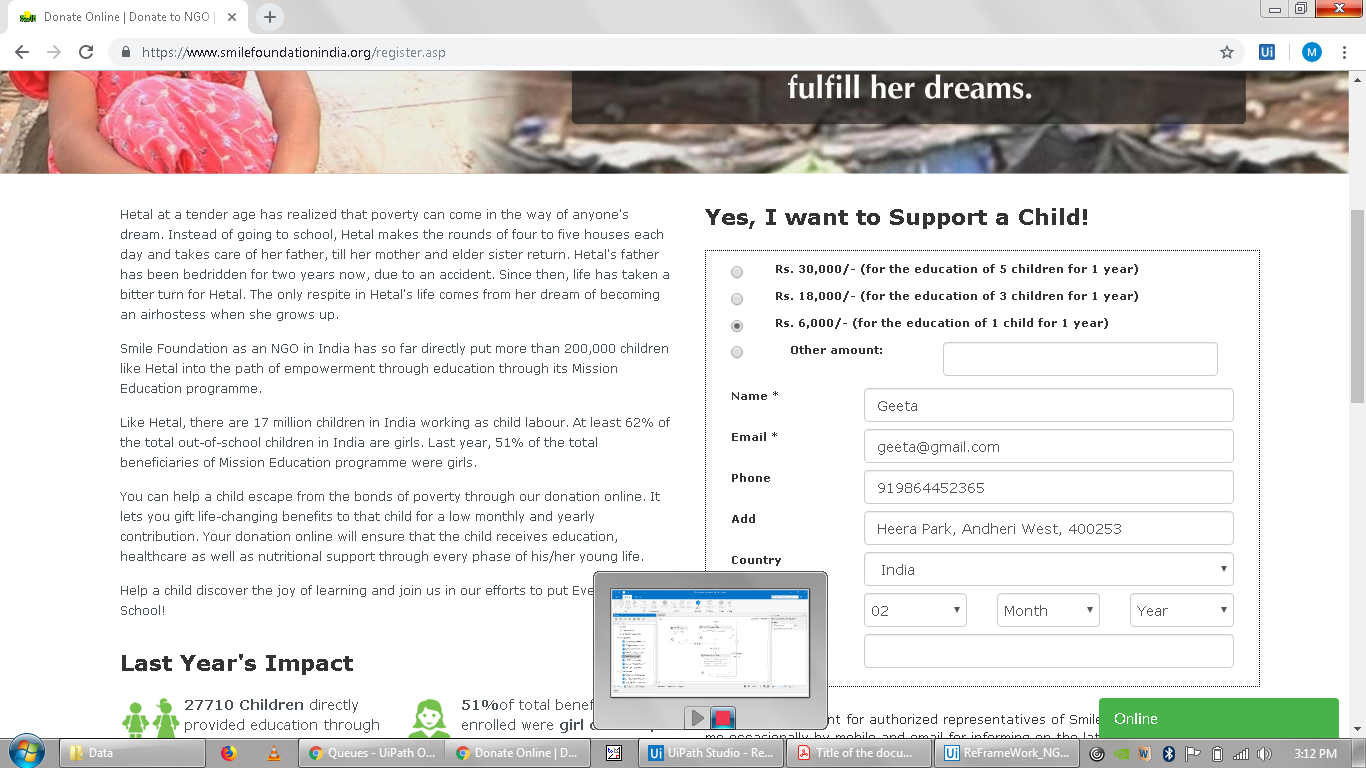 Donate Online | Donate to NGO |
https://www.smilefoundationindia.org/register.asp
Ui
M
fulfill her dreams.
Hetal at a tender age has realized that poverty can come in the way of anyone's
dream. Instead of going to school, Hetal makes the rounds of four to five houses each
day and takes care of her father, till her mother and elder sister return. Hetal's father
has been bedridden for two years now, due to an accident. Since then, life has taken a
bitter turn for Hetal. The only respite in Hetal's life comes from her dream of becoming
an airhostess when she grows up.
Smile Foundation as an NGO in India has so far directly put more than 200,000 children
like Hetal into the path of empowerment through education through its Mission
Education programme.
Like Hetal, there are 17 million children in India working as child labour. At least 62% of
the total out-of-school children in India are girls. Last year, 51% of the total
beneficiaries of Mission Education programme were girls.
You can help a child escape from the bonds of poverty through our donation online. It
lets you gift life-changing benefits to that child for a low monthly and yearly
contribution. Your donation online will ensure that the child receives education,
healthcare as well as nutritional support through every phase of his/her young life.
Help a child discover the joy of learning and join us in our efforts to put Eve
School!
Last Year's Impact
27710 Children directly
provided education through
51%of total benef
enrolled were girl
Yes, I want to Support a Child!
Rs. 30,000/- (for the education of 5 children for 1 year)
Rs. 18,000/- (for the education of 3 children for 1 year)
Rs. 6,000/- (for the education of 1 child for 1 year)
Other amount:
Name * Geeta
Email * geeta@gmail.com
Phone 919864452365
Add Heera Park, Andheri West, 400253
Country India
02 Month Year
nt for authorized representatives of Smile
me occasionally by mobile and email for informing on the lat
Online
Data
Queues - UiPath O...
Donate Online | D...
Ui UiPath Studio - Re...
Title of the docu...
Ui ReFrameWork_NG...
3:12 PM